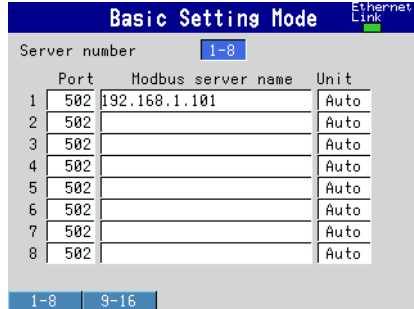 Basic Setting Mode
Ethernet
Link
Server number 1-8
Port Modbus server name Unit
1 502 192.168.1.101 Auto
2 502 Auto
3 502 Auto
4 502 Auto
5 502 Auto
6 502 Auto
7 502 Auto
8 502 Auto
1-8 9-16